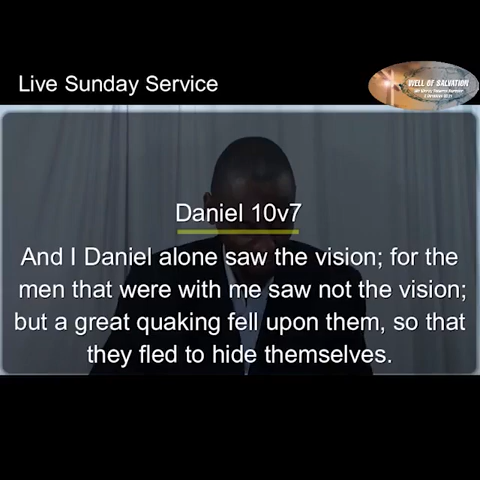 Live Sunday Service
WELL OF SALVATION
Daniel 10v7
And I Daniel alone saw the vision; for the
men that were with me saw not the vision;
but a great quaking fell upon them, so that
they fled to hide themselves.